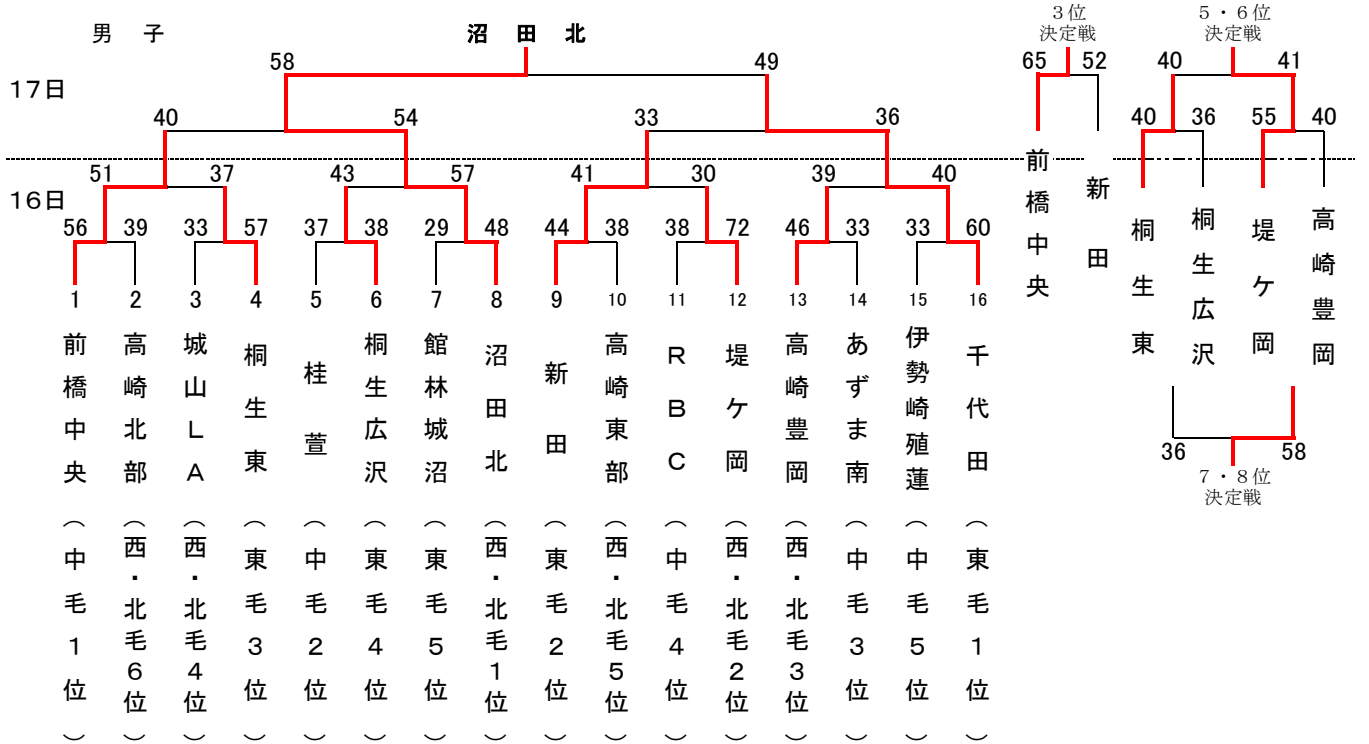 男 子
沼 田 北
3位
決定戦
5・6位
決定戦
58
49
65
52
40
41
17日
40
54
33
36
40
36
55
40
51
37
43
57
41
30
39
40
16日
56
39
33
57
37
38
29
48
44
38
38
72
46
33
33
60
1
2
3
4
5
6
7
8
9
10
11
12
13
14
15
16
前橋中央
新田
桐生東
桐生広沢
堤ケ岡
高崎豊岡
前橋中央(中毛1位)
高崎北部(西・北毛6位)
城山LA(西・北毛4位)
桐生東(東毛3位)
桂萱(中毛2位)
桐生広沢(東毛4位)
館林城沼(東毛5位)
沼田北(西・北毛1位)
新田(東毛2位)
高崎東部(西・北毛5位)
RBC(中毛4位)
堤ケ岡(西・北毛2位)
高崎豊岡(西・北毛3位)
あずま南(中毛3位)
伊勢崎殖蓮(中毛5位)
千代田(東毛1位)
36
58
7・8位
決定戦